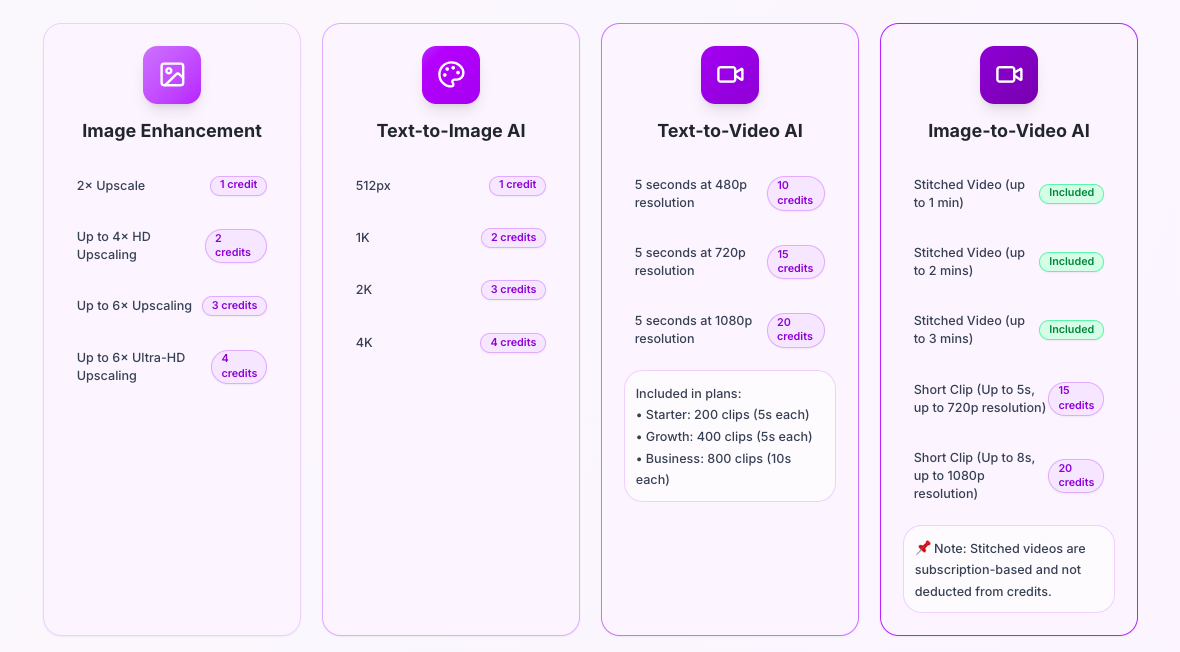 Image Enhancement
2× Upscale
1 credit
Up to 4× HD
Upscaling
2
credits
Up to 6× Upscaling
3 credits
Up to 6× Ultra-HD
Upscaling
4
credits
Text-to-Image AI
512px
1 credit
1K
2 credits
2K
3 credits
4K
4 credits
Text-to-Video AI
5 seconds at 480p
resolution
10
credits
5 seconds at 720p
resolution
15
credits
5 seconds at 1080p
resolution
20
credits
Included in plans:
• Starter: 200 clips (5s each)
• Growth: 400 clips (5s each)
• Business: 800 clips (10s
each)
Image-to-Video AI
Stitched Video (up
to 1 min)
Included
Stitched Video (up
to 2 mins)
Included
Stitched Video (up
to 3 mins)
Included
Short Clip (Up to 5s,
up to 720p resolution)
15
credits
Short Clip (Up to 8s,
up to 1080p
resolution)
20
credits
📌 Note: Stitched videos are
subscription-based and not
deducted from credits.